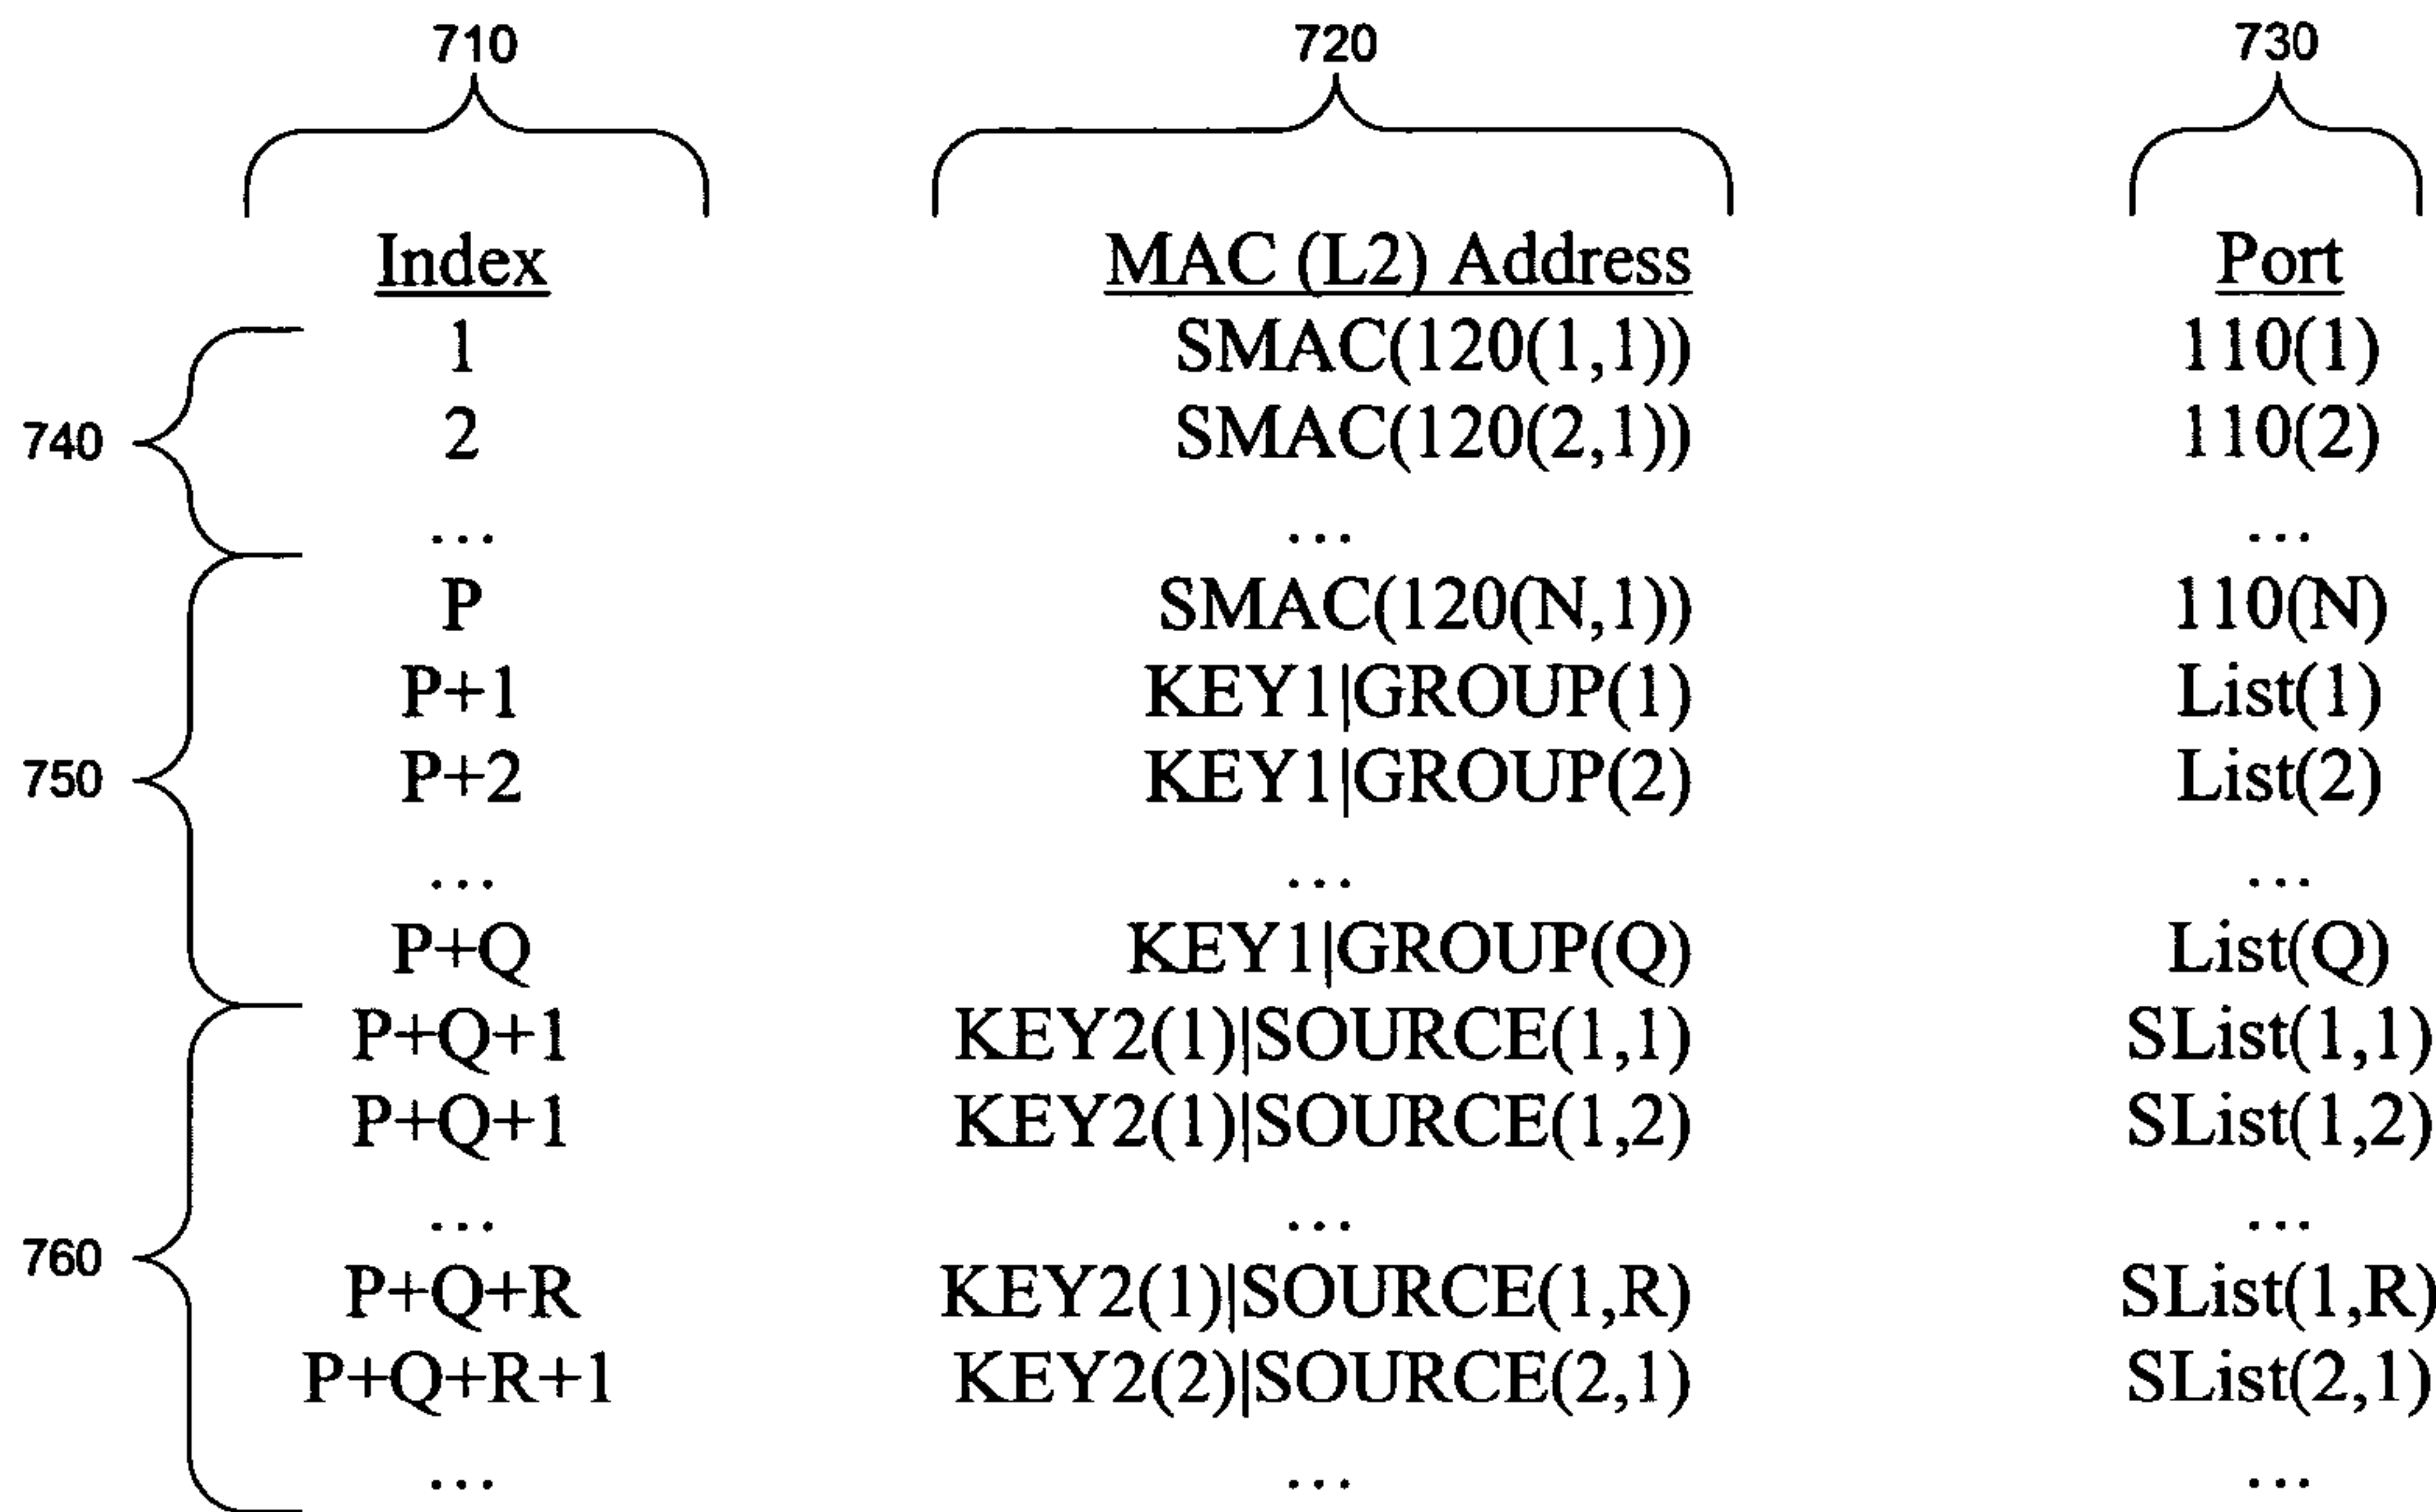 710 720 730
Index MAC (L2) Address Port
1 SMAC(120(1,1)) 110(1)
740 2 SMAC(120(2,1)) 110(2)
... ... ...
P SMAC(120(N,1)) 110(N)
P+1 KEY1|GROUP(1) List(1)
750 P+2 KEY1|GROUP(2) List(2)
... ... ...
P+Q KEY1|GROUP(Q) List(Q)
P+Q+1 KEY2(1)|SOURCE(1,1) SList(1,1)
P+Q+1 KEY2(1)|SOURCE(1,2) SList(1,2)
... ... ...
760 P+Q+R KEY2(1)|SOURCE(1,R) SList(1,R)
P+Q+R+1 KEY2(2)|SOURCE(2,1) SList(2,1)
... ... ...